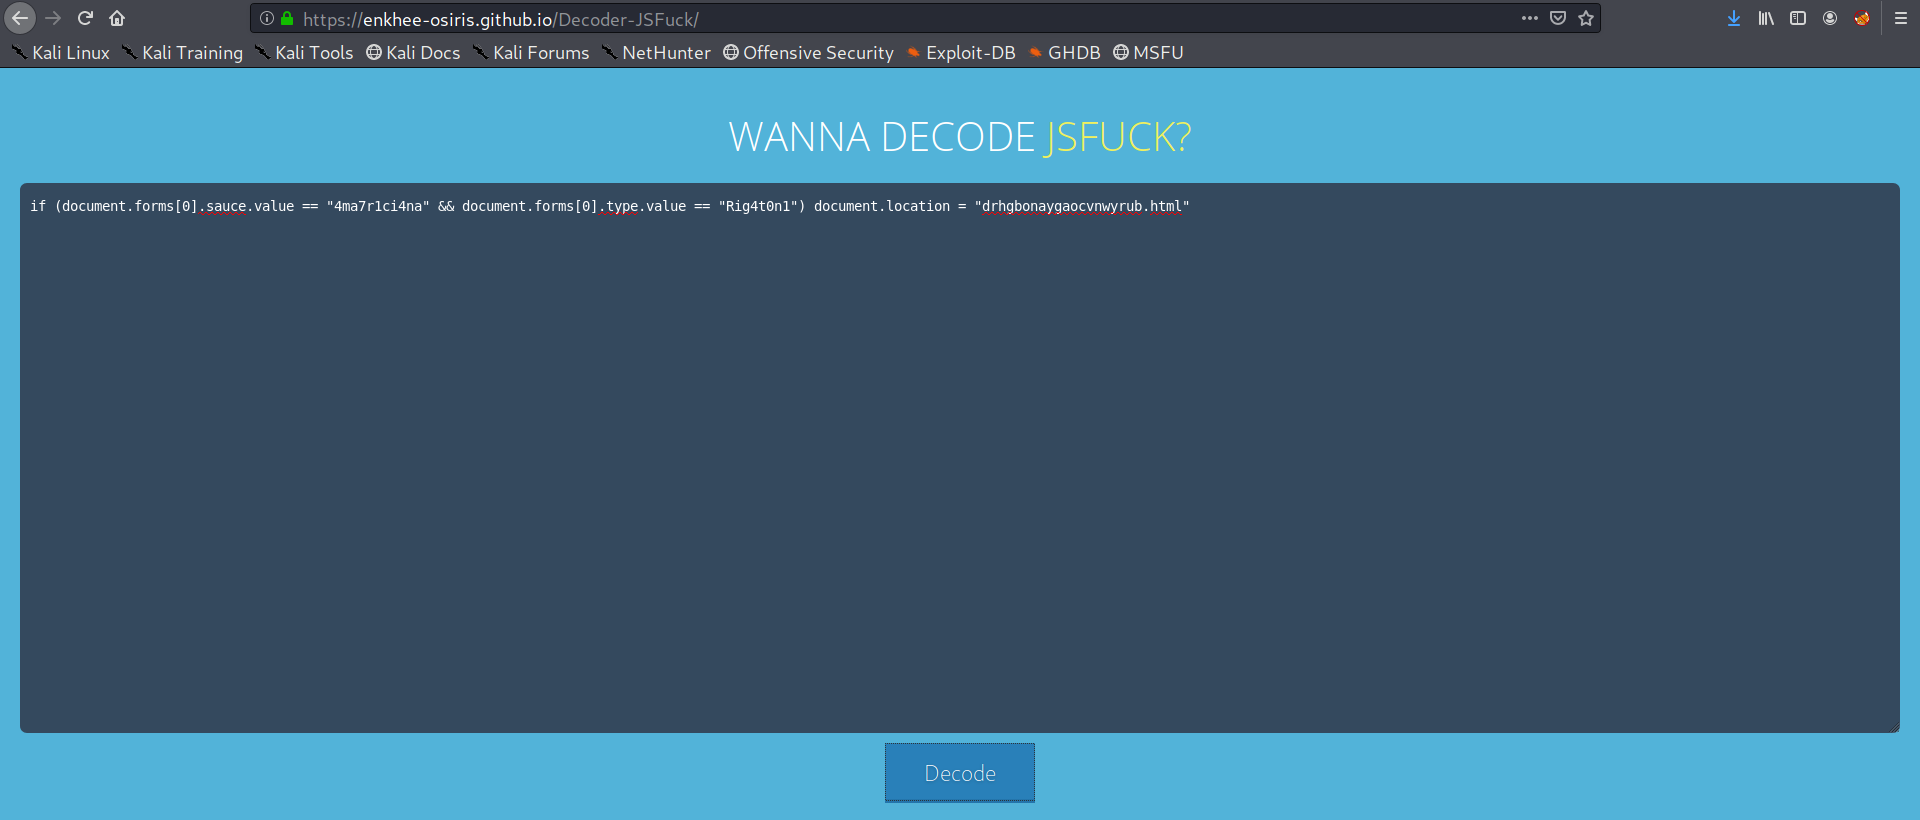 https://enkhee-osiris.github.io/Decoder-JSFuck/
Kali Linux Kali Training Kali Tools Kali Docs Kali Forums NetHunter Offensive Security Exploit-DB GHDB MSFU
WANNA DECODE JSFUCK?
if (document.forms[0].sauce.value == "4ma7r1ci4na" && document.forms[0].type.value == "Rig4t0n1") document.location = "drhgbonaygaocvnwyrub.html"
Decode